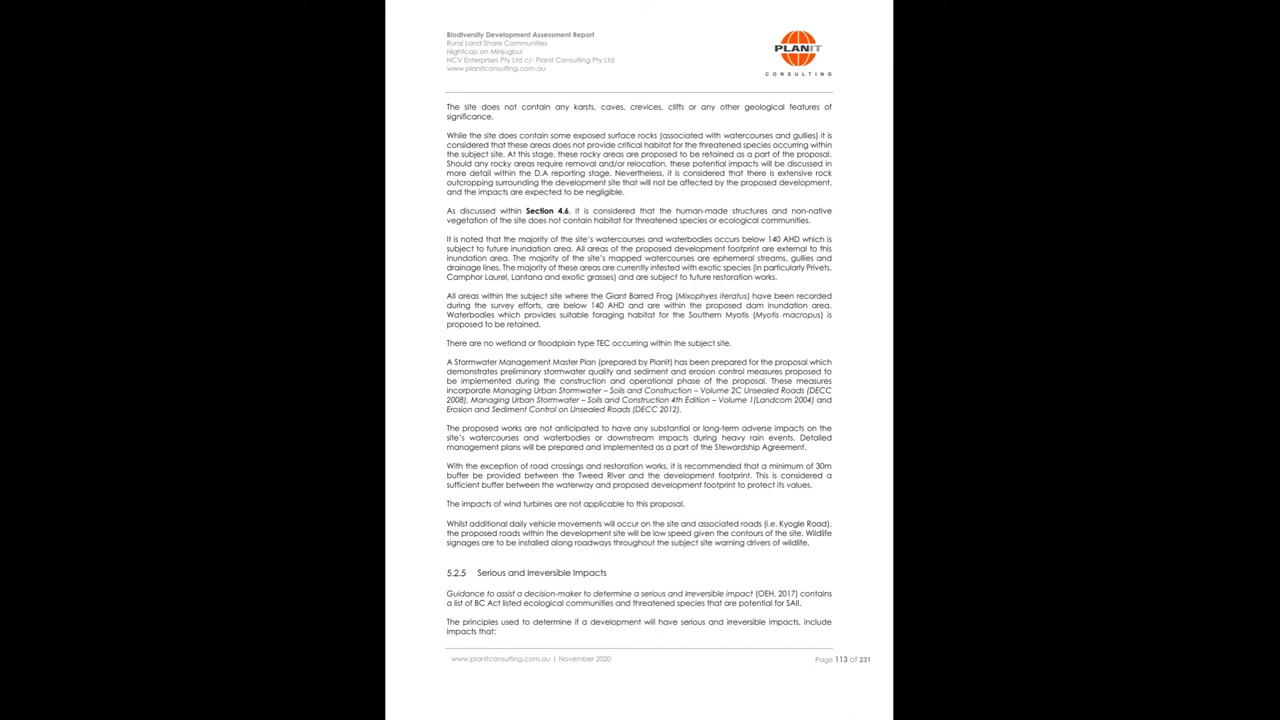 Biodiversity Development Assessment Report
Rural Land Share Communities
Nightcap on Minjugbul
NCV Enterprises Pty Ltd c/- Planit Consulting Pty Ltd
www.planitconsulting.com.au
PLANIT
CONSULTING
The site does not contain any karsts, caves, crevices, cliffs or any other geological features of
significance.
While the site does contain some exposed surface rocks (associated with watercourses and gullies) it is
considered that these areas does not provide critical habitat for the threatened species occurring within
the subject site. At this stage, these rocky areas are proposed to be retained as a part of the proposal.
Should any rocky areas require removal and/or relocation, these potential impacts will be discussed in
more detail within the D.A reporting stage. Nevertheless, it is considered that there is extensive rock
outcropping surrounding the development site that will not be affected by the proposed development,
and the impacts are expected to be negligible.
As discussed within Section 4.6, it is considered that the human-made structures and non-native
vegetation of the site does not contain habitat for threatened species or ecological communities.
It is noted that the majority of the site's watercourses and waterbodies occurs below 140 AHD which is
subject to future inundation area. All areas of the proposed development footprint are external to this
inundation area. The majority of the site's mapped watercourses are ephemeral streams, gullies and
drainage lines. The majority of these areas are currently infested with exotic species (in particularly Privets,
Camphor Laurel, Lantana and exotic grasses) and are subject to future restoration works.
All areas within the subject site where the Giant Barred Frog (Mixophyes iteratus) have been recorded
during the survey efforts, are below 140 AHD and are within the proposed dam inundation area.
Waterbodies which provides suitable foraging habitat for the Southern Myotis (Myotis macropus) is
proposed to be retained.
There are no wetland or floodplain type TEC occurring within the subject site.
A Stormwater Management Master Plan (prepared by Planit) has been prepared for the proposal which
demonstrates preliminary stormwater quality and sediment and erosion control measures proposed to
be implemented during the construction and operational phase of the proposal. These measures
incorporate Managing Urban Stormwater – Soils and Construction – Volume 2C Unsealed Roads (DECC
2008), Managing Urban Stormwater – Soils and Construction 4th Edition – Volume 1(Landcom 2004) and
Erosion and Sediment Control on Unsealed Roads (DECC 2012).
The proposed works are not anticipated to have any substantial or long-term adverse impacts on the
site's watercourses and waterbodies or downstream impacts during heavy rain events. Detailed
management plans will be prepared and implemented as a part of the Stewardship Agreement.
With the exception of road crossings and restoration works, it is recommended that a minimum of 30m
buffer be provided between the Tweed River and the development footprint. This is considered a
sufficient buffer between the waterway and proposed development footprint to protect its values.
The impacts of wind turbines are not applicable to this proposal.
Whilst additional daily vehicle movements will occur on the site and associated roads (i.e. Kyogle Road),
the proposed roads within the development site will be low speed given the contours of the site. Wildlife
signages are to be installed along roadways throughout the subject site warning drivers of wildlife.
5.2.5 Serious and Irreversible Impacts
Guidance to assist a decision-maker to determine a serious and irreversible impact (OEH, 2017) contains
a list of BC Act listed ecological communities and threatened species that are potential for SAII.
The principles used to determine if a development will have serious and irreversible impacts, include
impacts that:
www.planitconsulting.com.au | November 2020
Page 113 of 231